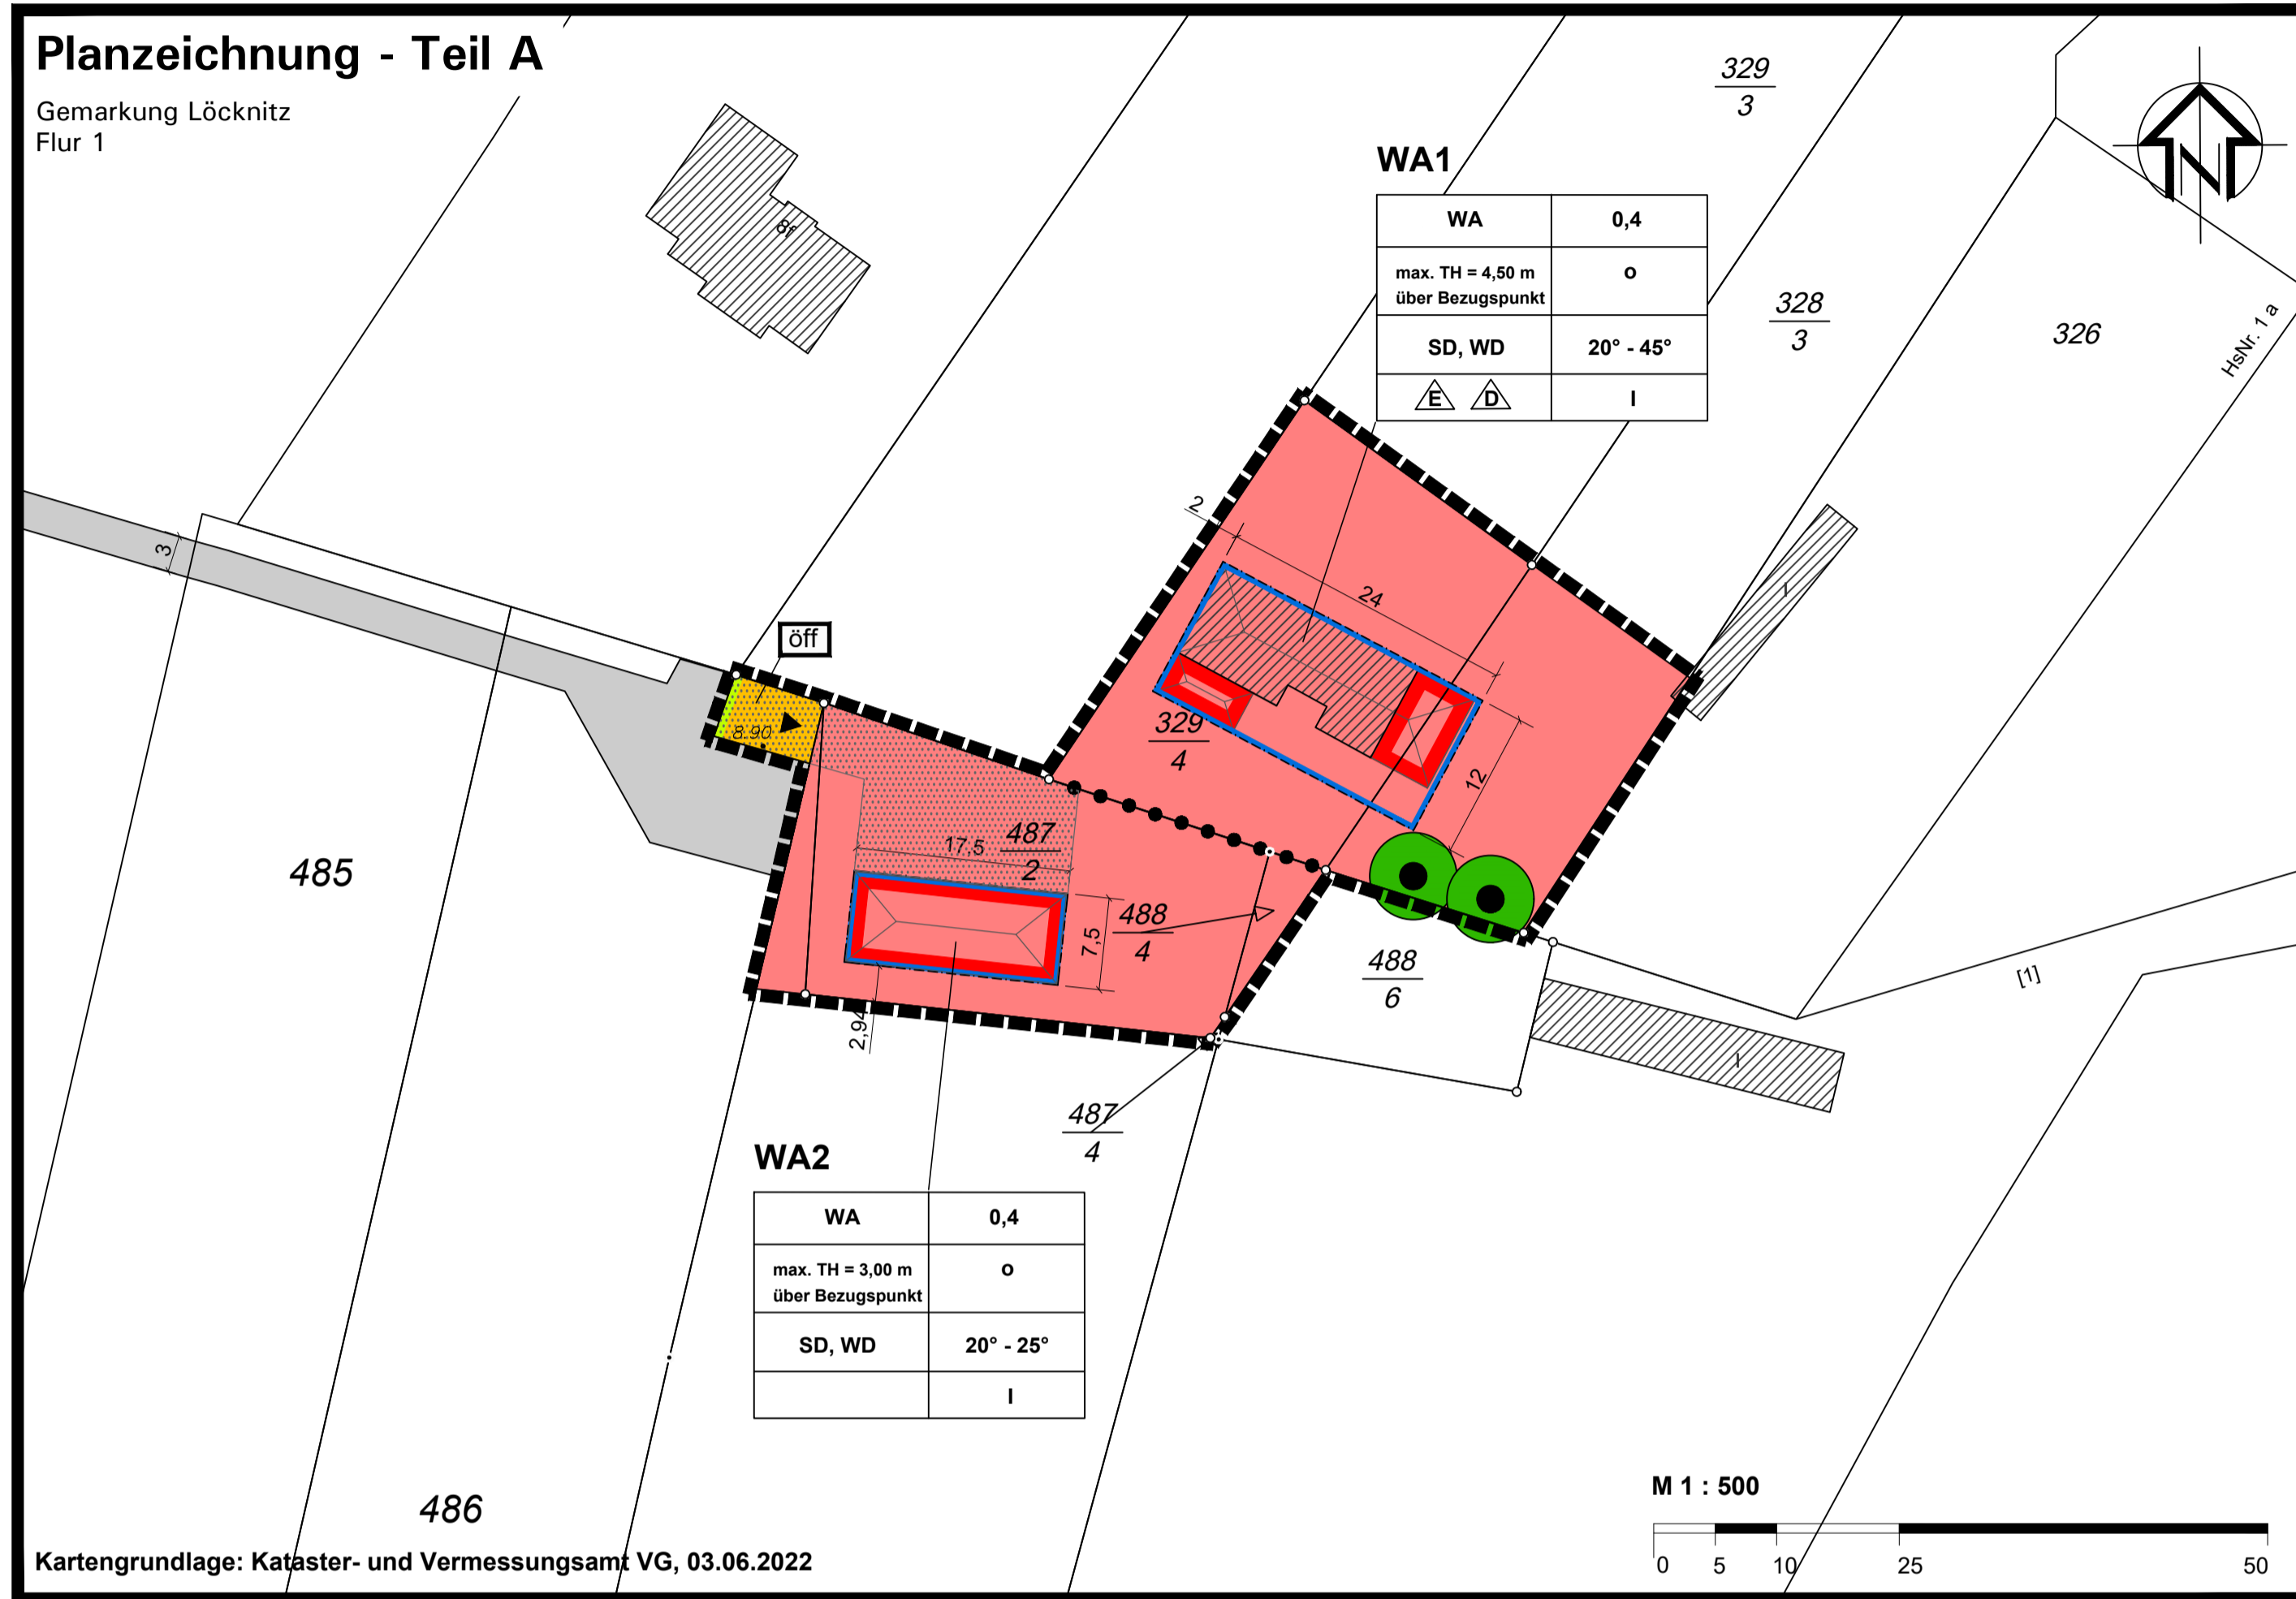 Planzeichnung - Teil A
Gemarkung Löcknitz
Flur 1
329
3
N
WA1
WA 0,4
max. TH = 4,50 m
über Bezugspunkt
o
SD, WD 20° - 45°
E D I
328
3
326
HsNr. 1 a
8f
2
24
I
3
öff
8.90
329
4
12
487
2
17,5
485
488
4
7,5
488
6
[1]
2,94
I
487
4
WA2
WA 0,4
max. TH = 3,00 m
über Bezugspunkt
o
SD, WD 20° - 25°
I
M 1 : 500
0 5 10 25 50
486
Kartengrundlage: Kataster- und Vermessungsamt VG, 03.06.2022